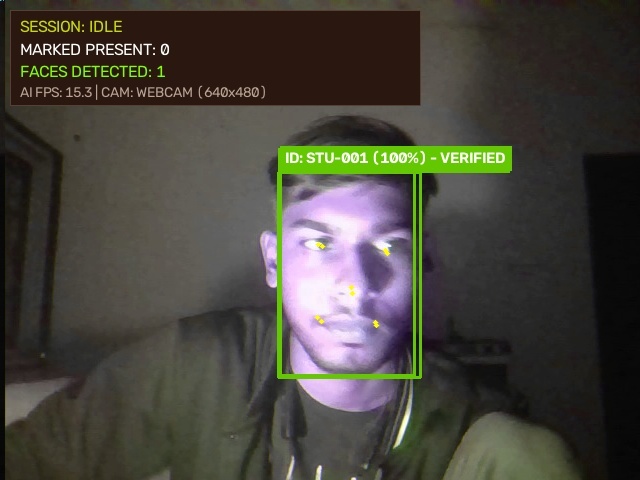 SESSION: IDLE
MARKED PRESENT: 0
FACES DETECTED: 1
AI FPS: 15.3 | CAM: WEBCAM (640x480)
ID: STU-001 (100%) - VERIFIED